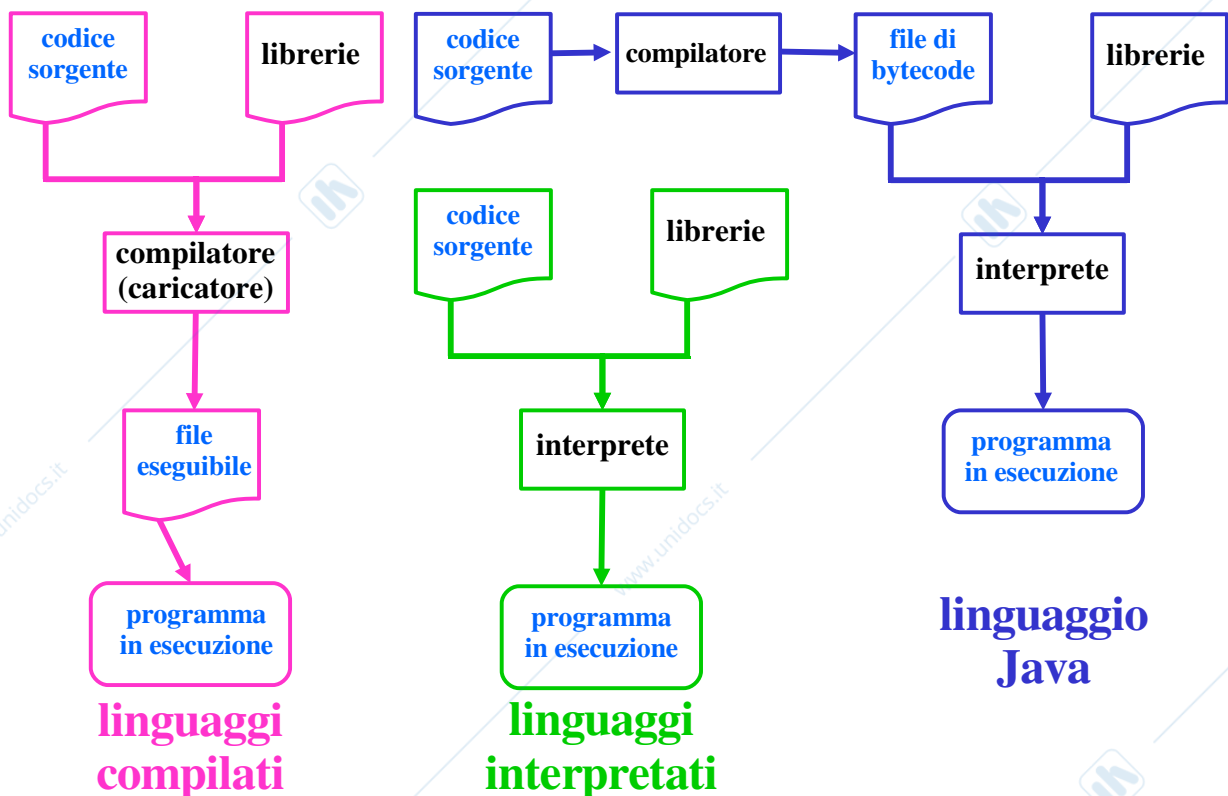 codice
sorgente
librerie
compilatore
(caricatore)
file
eseguibile
programma
in esecuzione
linguaggi
compilati
codice
sorgente
librerie
interprete
programma
in esecuzione
linguaggi
interpretati
codice
sorgente
compilatore
file di
bytecode
librerie
interprete
programma
in esecuzione
linguaggio
Java
unidocs.it
www.unidocs.it